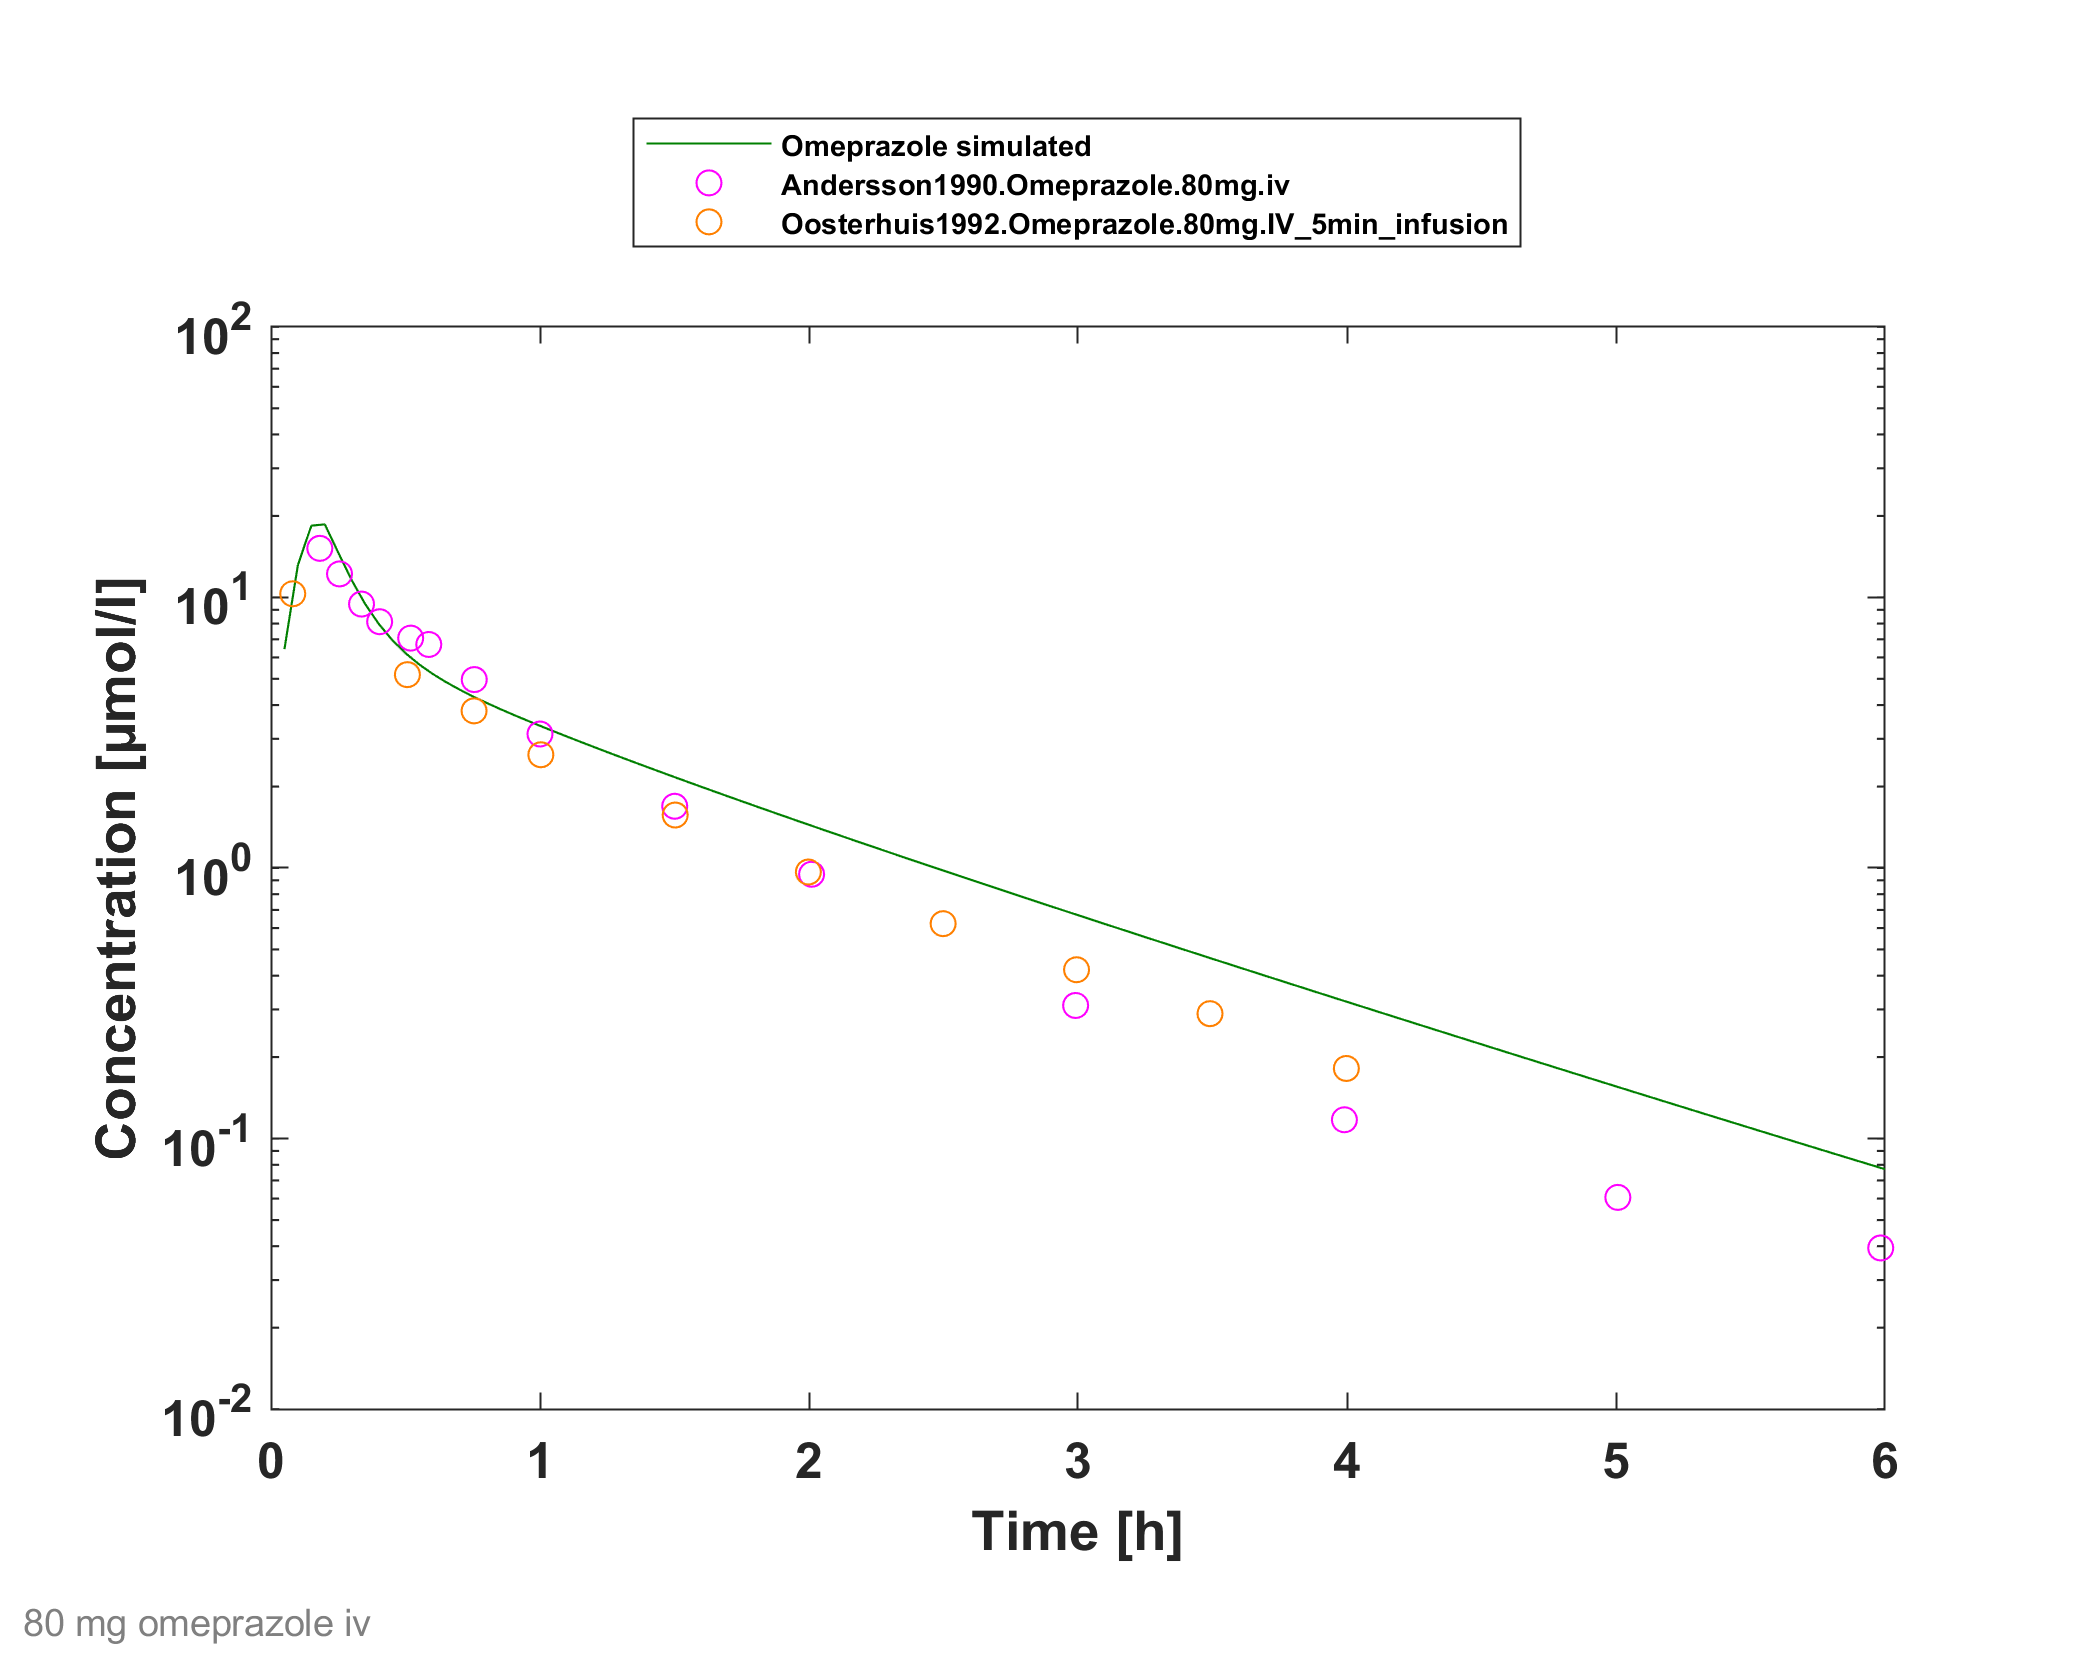 Omeprazole simulated
Andersson1990.Omeprazole.80mg.iv
Oosterhuis1992.Omeprazole.80mg.IV_5min_infusion
10^2
10^1
10^0
10^-1
10^-2
Concentration [µmol/l]
0 1 2 3 4 5 6
Time [h]
80 mg omeprazole iv